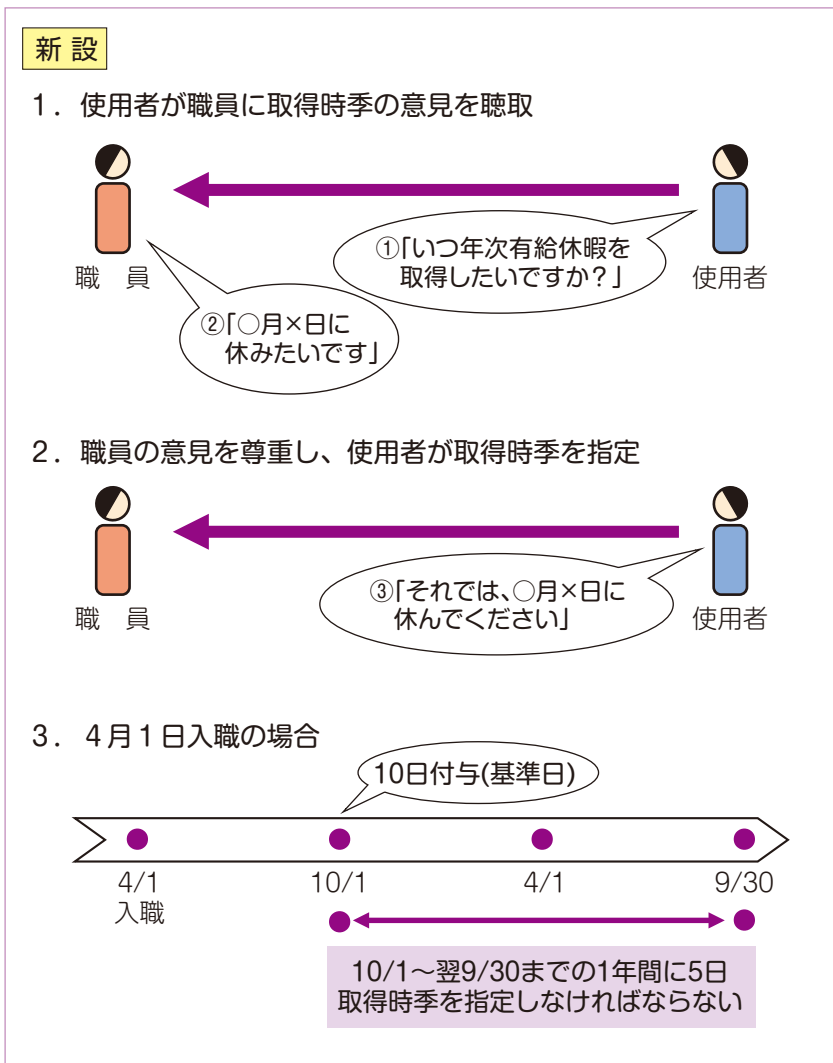 新 設
1. 使用者が職員に取得時季の意見を聴取
①「いつ年次有給休暇を
取得したいですか？」
職　員
使用者
②「○月×日に
休みたいです」
2. 職員の意見を尊重し、使用者が取得時季を指定
③「それでは、○月×日に
休んでください」
職　員
使用者
3. 4月1日入職の場合
10日付与(基準日)
4/1
10/1
4/1
9/30
入職
10/1～翌9/30までの1年間に5日
取得時季を指定しなければならない